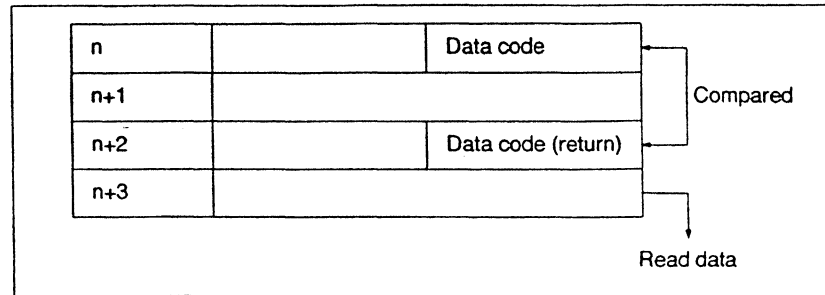 n Data code
n+1
Compared
n+2 Data code (return)
n+3
Read data